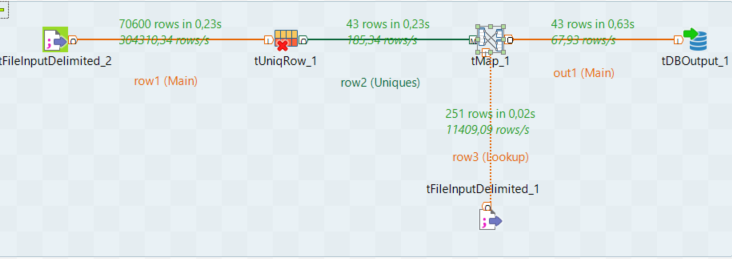 70600 rows in 0,23s
304310,34 rows/s
43 rows in 0,23s
185,34 rows/s
43 rows in 0,63s
67,93 rows/s
tFileInputDelimited_2
row1 (Main)
tUniqRow_1
row2 (Uniques)
tMap_1
out1 (Main)
tDBOutput_1
251 rows in 0,02s
11409,09 rows/s
row3 (Lookup)
tFileInputDelimited_1